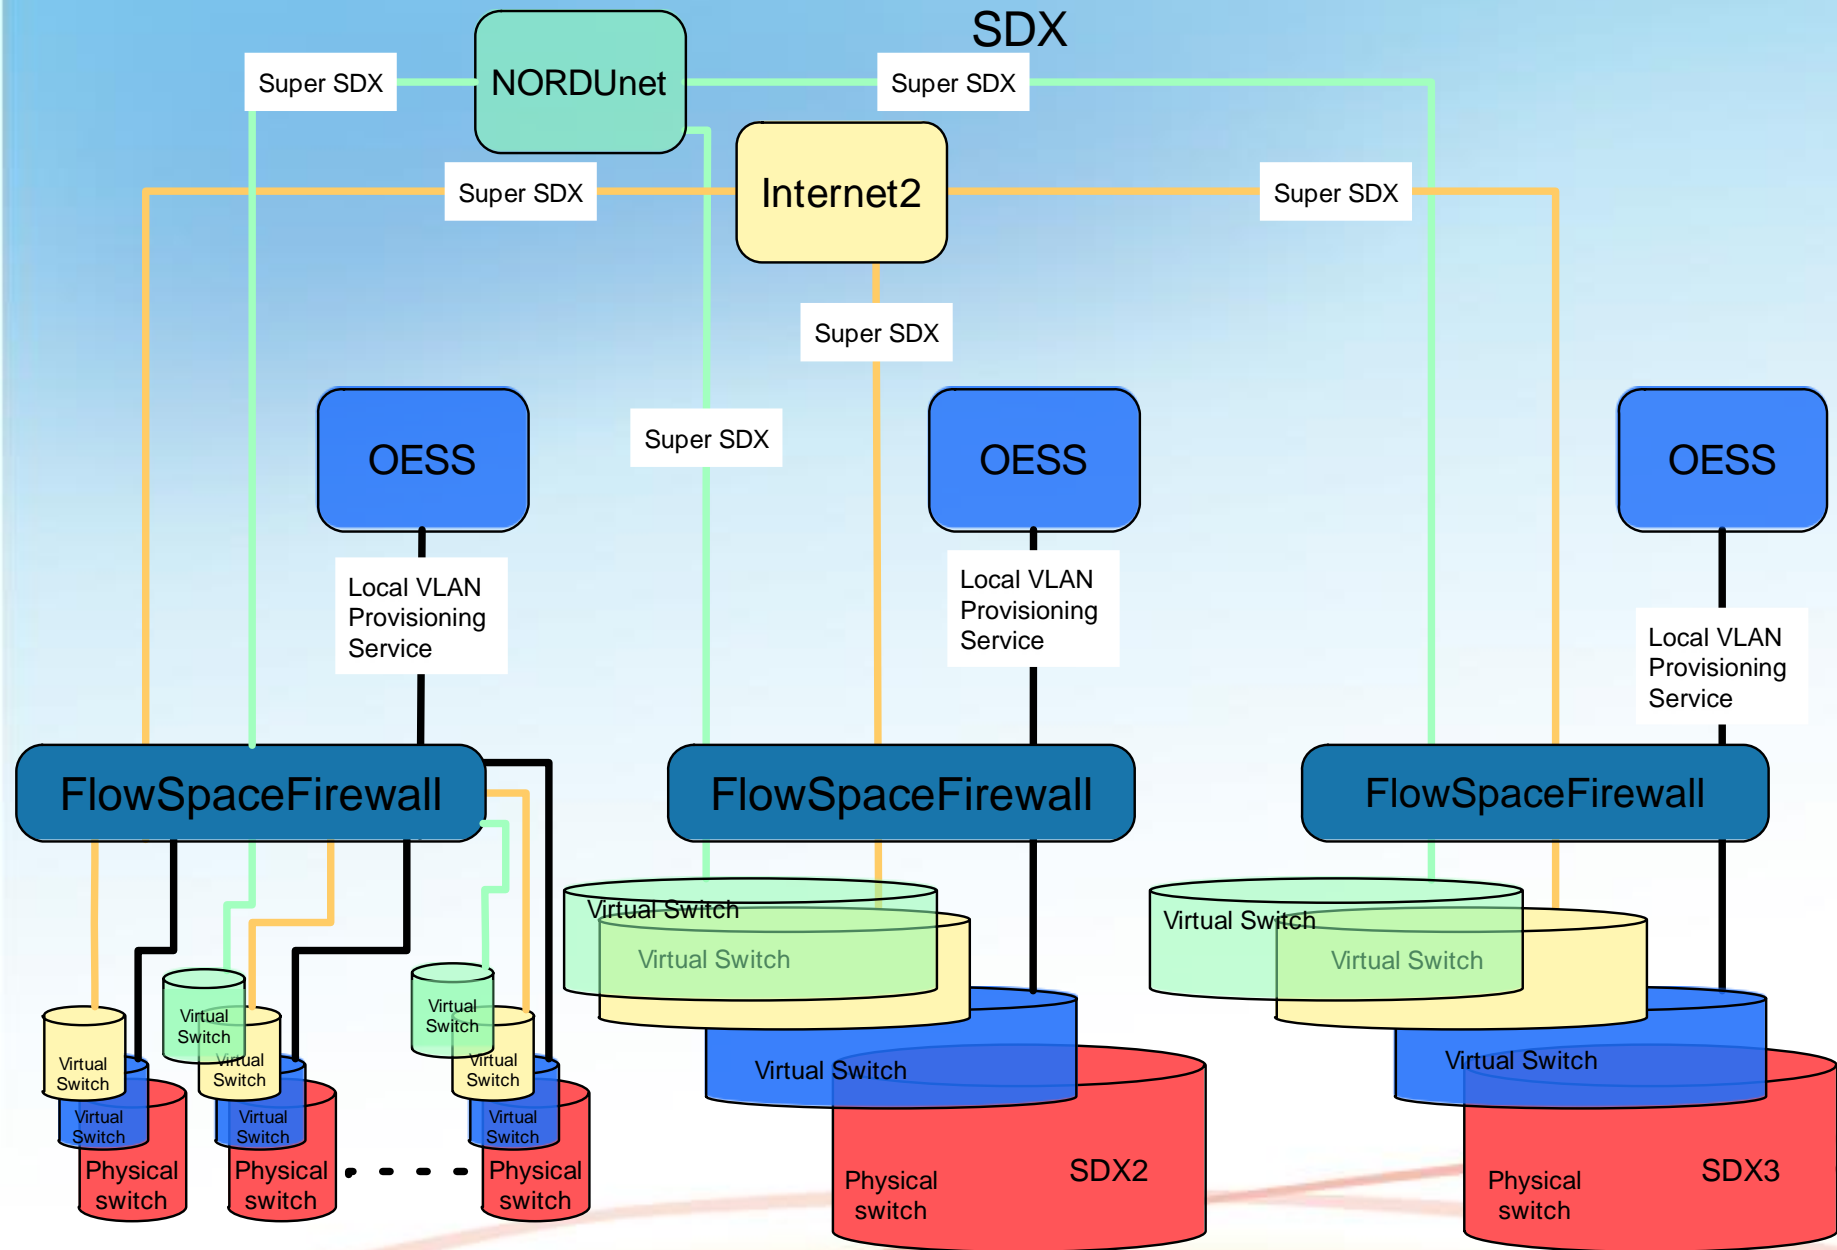 SDX
NORDUnet
Super SDX
Super SDX
Internet2
Super SDX
Super SDX
Super SDX
Super SDX
OESS
OESS
OESS
Local VLAN
Provisioning
Service
Local VLAN
Provisioning
Service
Local VLAN
Provisioning
Service
FlowSpaceFirewall
FlowSpaceFirewall
FlowSpaceFirewall
Virtual
Switch
Virtual
Switch
Physical
switch
Virtual
Switch
Virtual
Switch
Virtual
Switch
Physical
switch
Virtual
Switch
Virtual
Switch
Virtual
Switch
Physical
switch
Virtual Switch
Virtual Switch
Virtual Switch
Physical
switch
SDX2
Virtual Switch
Virtual Switch
Virtual Switch
Physical
switch
SDX3